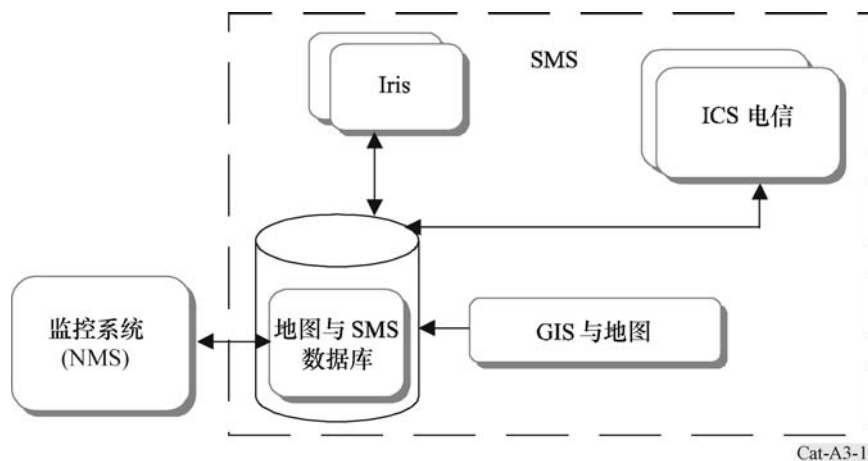 SMS
Iris
ICS 电信
监控系统
(NMS)
地图与 SMS
数据库
GIS 与地图
Cat-A3-1